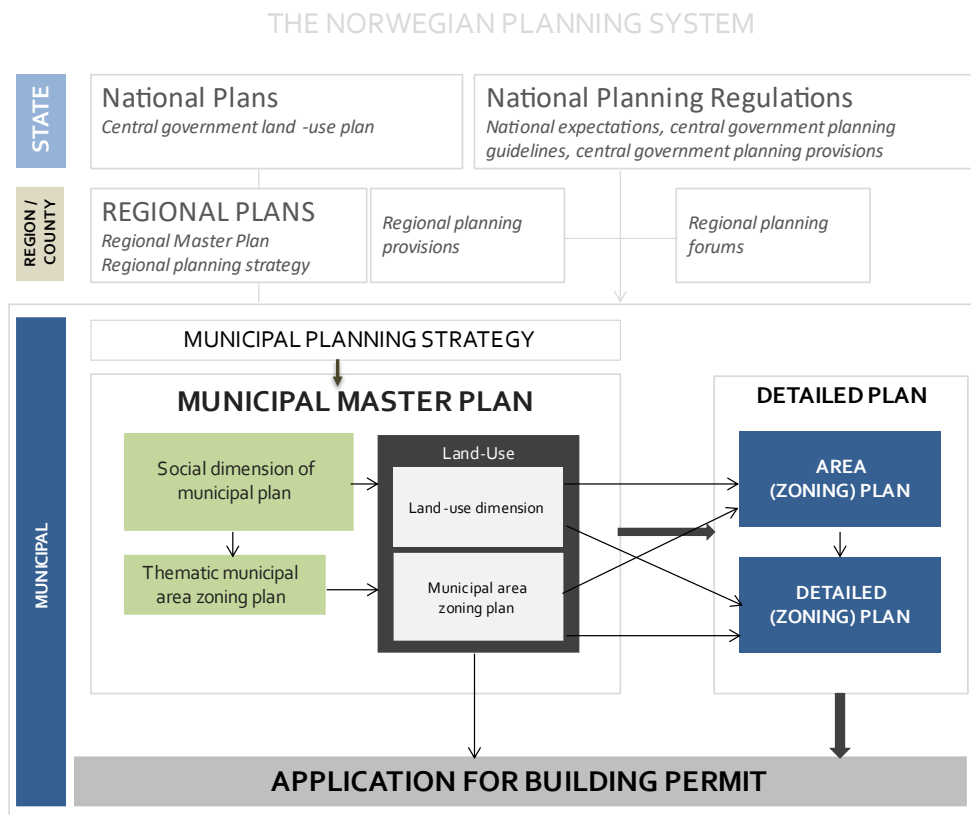 THE NORWEGIAN PLANNING SYSTEM
STATE
National Plans
Central government land -use plan
National Planning Regulations
National expectations, central government planning
guidelines, central government planning provisions
REGION /
COUNTY
REGIONAL PLANS
Regional Master Plan
Regional planning strategy
Regional planning
provisions
Regional planning
forums
MUNICIPAL
MUNICIPAL PLANNING STRATEGY
MUNICIPAL MASTER PLAN
Social dimension of
municipal plan
Thematic municipal
area zoning plan
Land-Use
Land -use dimension
Municipal area
zoning plan
DETAILED PLAN
AREA
(ZONING) PLAN
DETAILED
(ZONING) PLAN
APPLICATION FOR BUILDING PERMIT